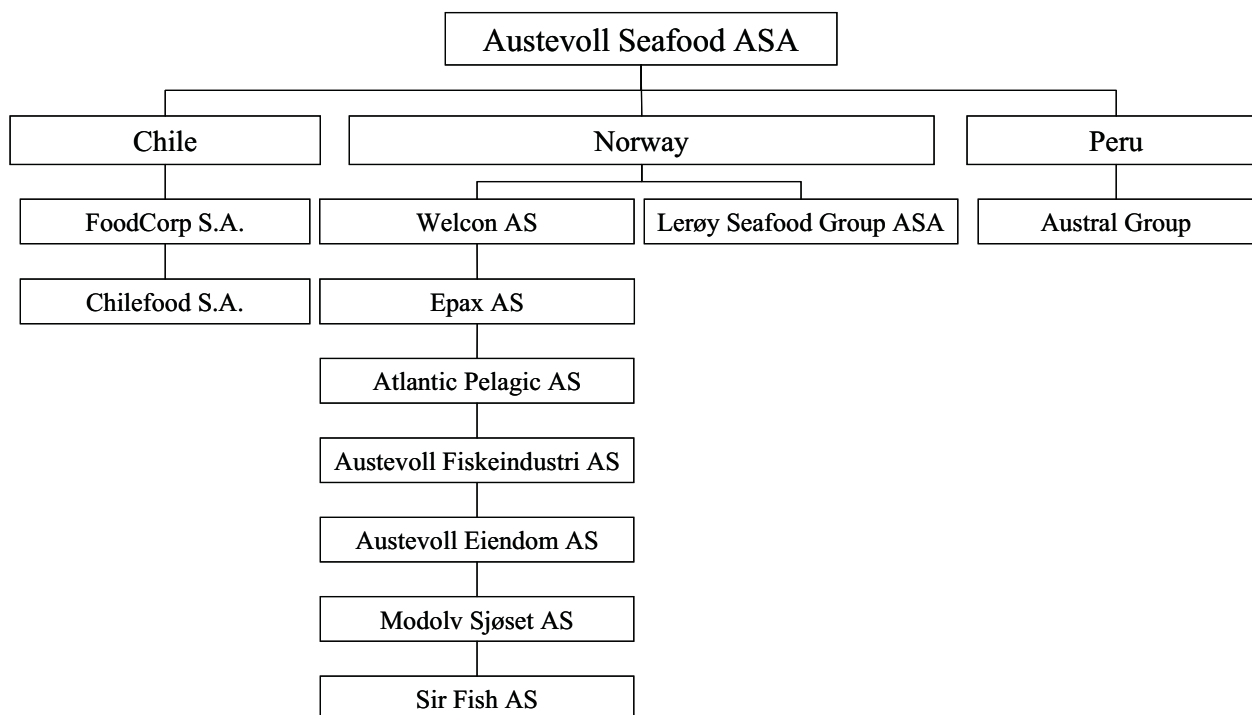 Austevoll Seafood ASA
Chile
Norway
Peru
FoodCorp S.A.
Welcon AS
Lerøy Seafood Group ASA
Austral Group
Chilefood S.A.
Epax AS
Atlantic Pelagic AS
Austevoll Fiskeindustri AS
Austevoll Eiendom AS
Modolv Sjøset AS
Sir Fish AS